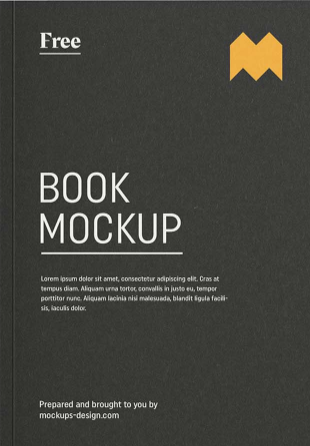 Free
BOOK
MOCKUP
Lorem ipsum dolor sit amet, consectetur adipiscing elit. Cras at
tempus diam. Aliquam urna tortor, convallis in justo eu, tempor
porttitor nunc. Aliquam lacinia nisi malesuada, blandit ligula facili-
sis, iaculis dolor.
Prepared and brought to you by
mockups-design.com